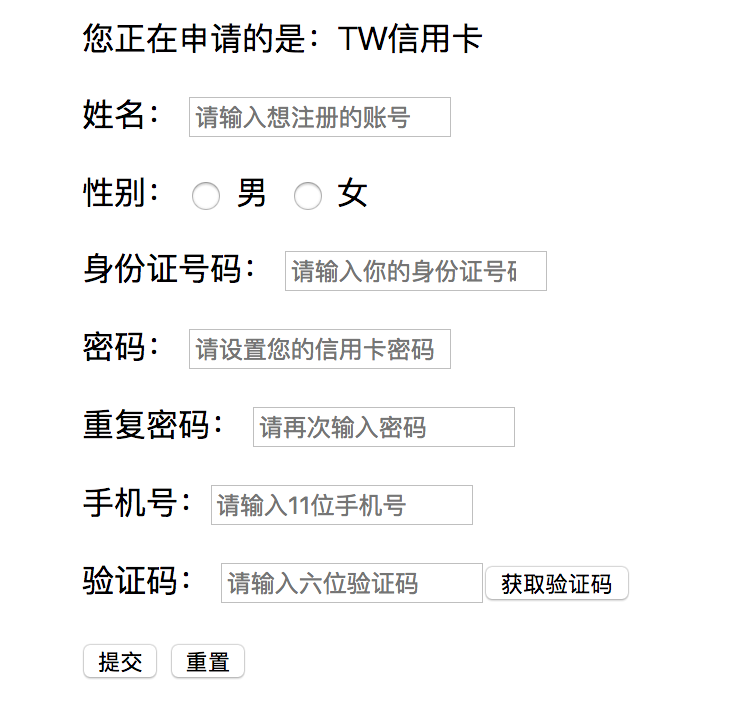 您正在申请的是：TW信用卡
姓名： 请输入想注册的账号
性别： 男 女
身份证号码： 请输入你的身份证号
密码： 请设置您的信用卡密码
重复密码： 请再次输入密码
手机号：请输入11位手机号
验证码： 请输入六位验证码 获取验证码
提交 重置